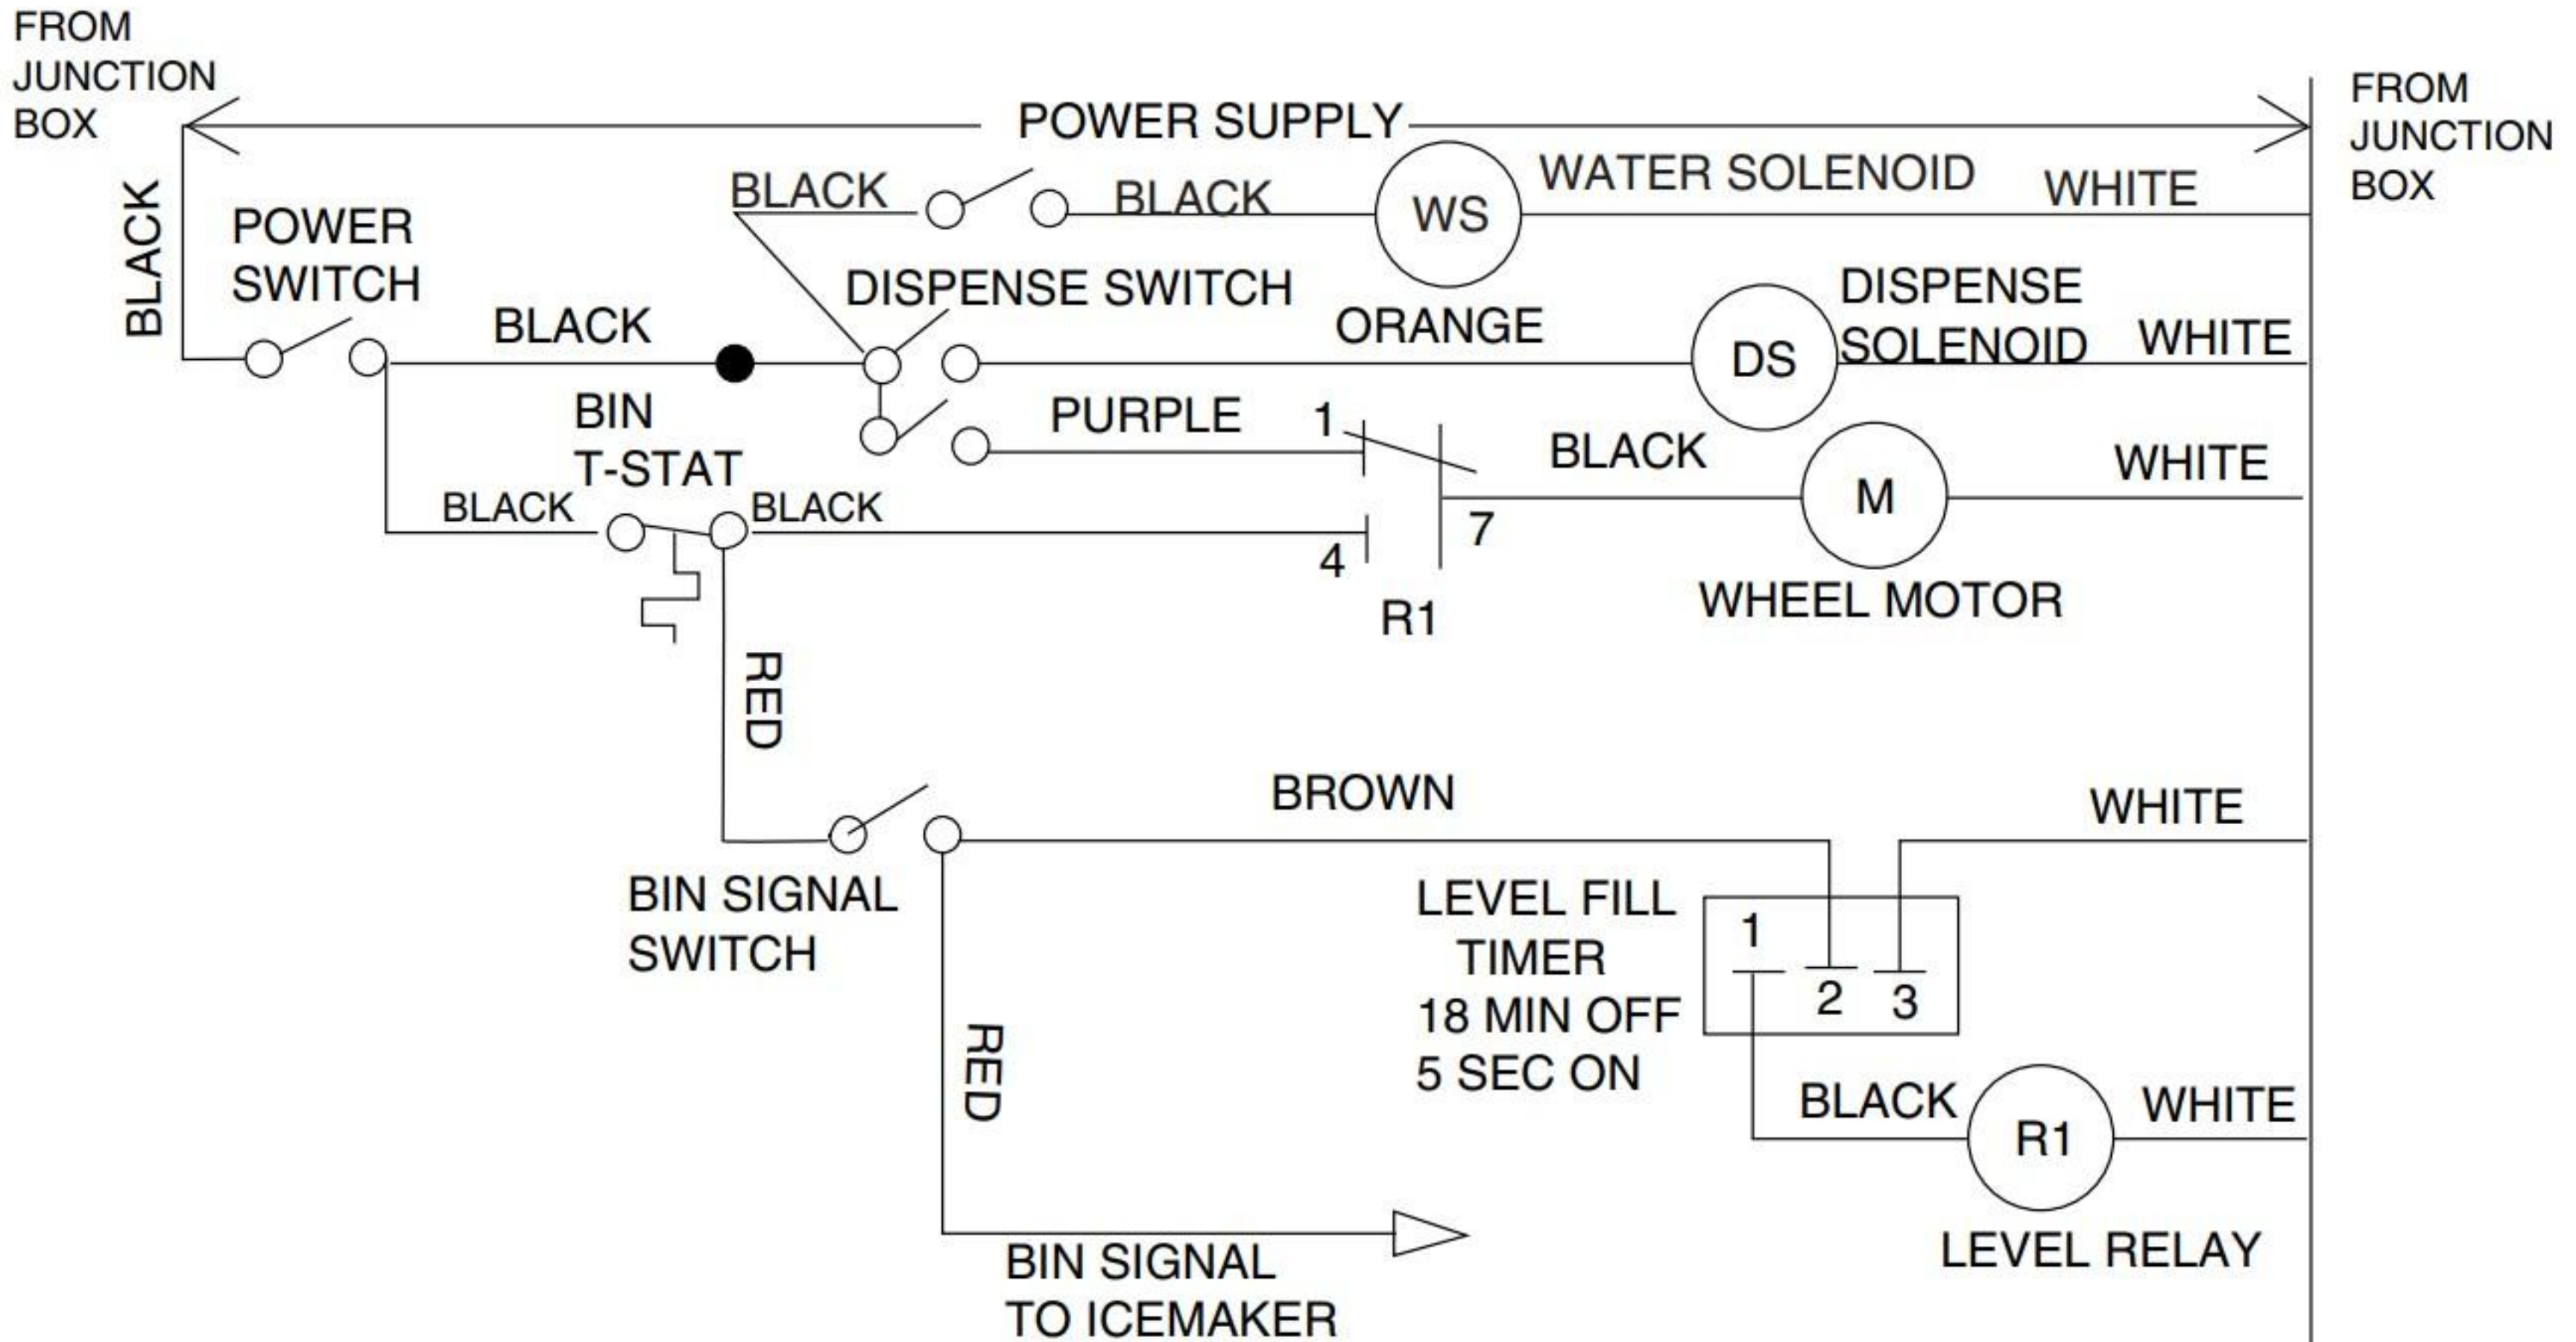 FROM
JUNCTION
BOX
POWER SUPPLY
FROM
JUNCTION
BOX
BLACK
POWER
SWITCH
BLACK
BLACK
WS
WATER SOLENOID
WHITE
BLACK
DISPENSE SWITCH
ORANGE
DS
DISPENSE
SOLENOID
WHITE
BIN
T-STAT
PURPLE
1
BLACK
M
WHITE
BLACK
BLACK
4
7
R1
WHEEL MOTOR
RED
BROWN
WHITE
BIN SIGNAL
SWITCH
LEVEL FILL
TIMER
18 MIN OFF
5 SEC ON
1
2
3
RED
BLACK
R1
WHITE
LEVEL RELAY
BIN SIGNAL
TO ICEMAKER